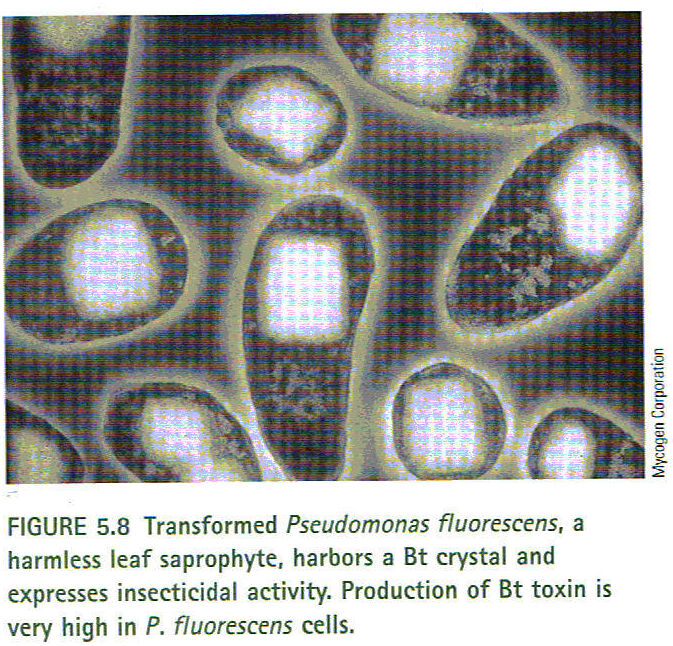 Mycogen Corporation
FIGURE 5.8 Transformed Pseudomonas fluorescens, a
harmless leaf saprophyte, harbors a Bt crystal and
expresses insecticidal activity. Production of Bt toxin is
very high in P. fluorescens cells.